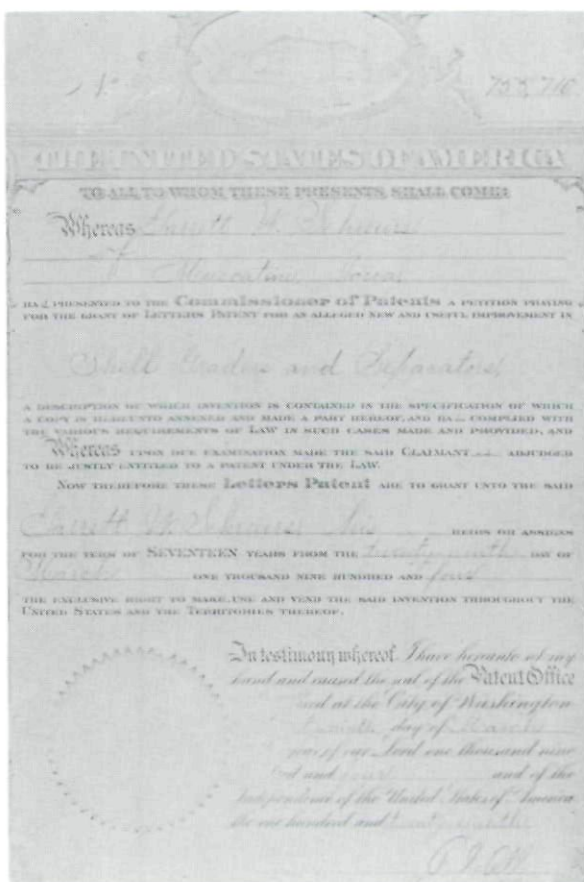 No 755,716
THE UNITED STATES OF AMERICA
TO ALL TO WHOM THESE PRESENTS SHALL COME:
Whereas W.
of
Muscatine Iowa
HAS PRESENTED TO THE Commissioner of Patents A PETITION PRAYING
FOR THE GRANT OF LETTERS PATENT FOR AN ALLEGED NEW AND USEFUL IMPROVEMENT IN
Shell Graders and Separators
A DESCRIPTION OF WHICH INVENTION IS CONTAINED IN THE SPECIFICATION OF WHICH
A COPY IS HEREUNTO ANNEXED AND MADE A PART HEREOF, AND HAS COMPLIED WITH
THE VARIOUS REQUIREMENTS OF LAW IN SUCH CASES MADE AND PROVIDED, AND
Whereas UPON DUE EXAMINATION MADE THE SAID CLAIMANT is ADJUDGED
TO BE JUSTLY ENTITLED TO A PATENT UNDER THE LAW.
NOW THEREFORE THESE Letters Patent ARE TO GRANT UNTO THE SAID
W. his HEIRS OR ASSIGNS
FOR THE TERM OF SEVENTEEN YEARS FROM THE twenty-ninth DAY OF
March ONE THOUSAND NINE HUNDRED AND four
THE EXCLUSIVE RIGHT TO MAKE, USE AND VEND THE SAID INVENTION THROUGHOUT THE
UNITED STATES AND THE TERRITORIES THEREOF.
In testimony whereof I have hereunto set my
hand and caused the seal of the Patent Office
at the City of Washington
day of March
year of our Lord one thousand nine
and four and of the
Independence of the United States of America
the one hundred and twenty-eighth